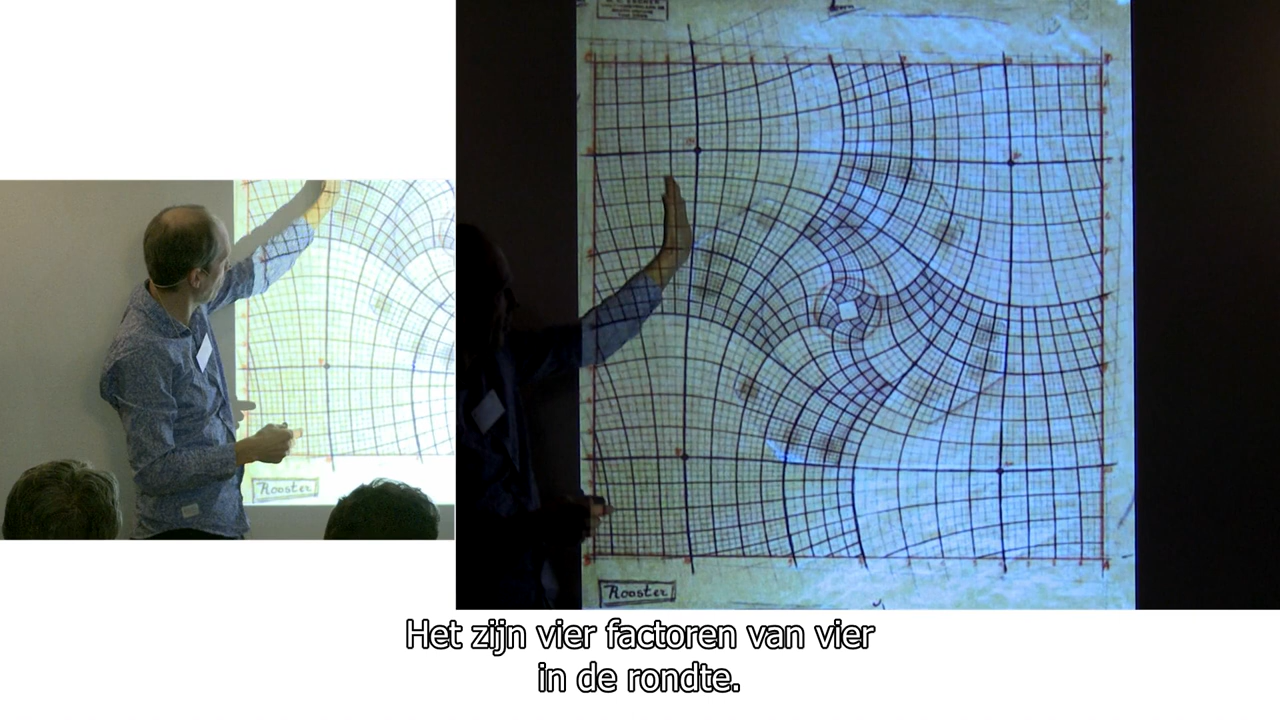 Rooster
Rooster
Het zijn vier factoren van vier
in de rondte.